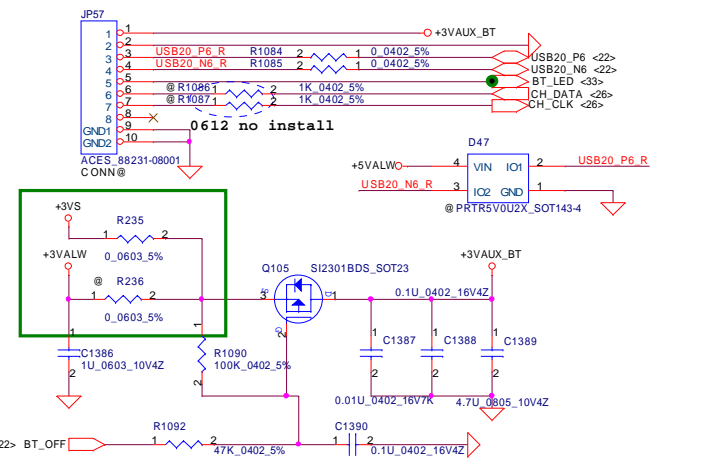 JP57
1
1
+3VAUX_BT
2
2
3
3
USB20_P6_R
R1084
2
1
0_0402_5%
USB20_P6 <22>
4
4
USB20_N6_R
R1085
2
1
0_0402_5%
USB20_N6 <22>
5
5
BT_LED <33>
6
6
@
R1086
1
2
1K_0402_5%
CH_DATA <26>
7
7
@
R1087
1
2
1K_0402_5%
CH_CLK <26>
8
8
0612 no install
GND1
9
GND2
10
ACES_88231-08001
CONN@
D47
+5VALW
4
VIN
IO1
2
USB20_P6_R
USB20_N6_R
3
IO2
GND
1
@
PRTR5V0U2X_SOT143-4
+3VS
R235
1
2
0_0603_5%
+3VALW
@
R236
1
2
0_0603_5%
Q105
SI2301BDS_SOT23
3
S
D
1
G
2
+3VAUX_BT
0.1U_0402_16V4Z
1
C1386
1U_0603_10V4Z
2
1
R1090
100K_0402_5%
2
1
C1387
2
1
C1388
2
1
C1389
2
0.01U_0402_16V7K
4.7U_0805_10V4Z
22> BT_OFF
R1092
1
2
47K_0402_5%
C1390
1
2
0.1U_0402_16V4Z